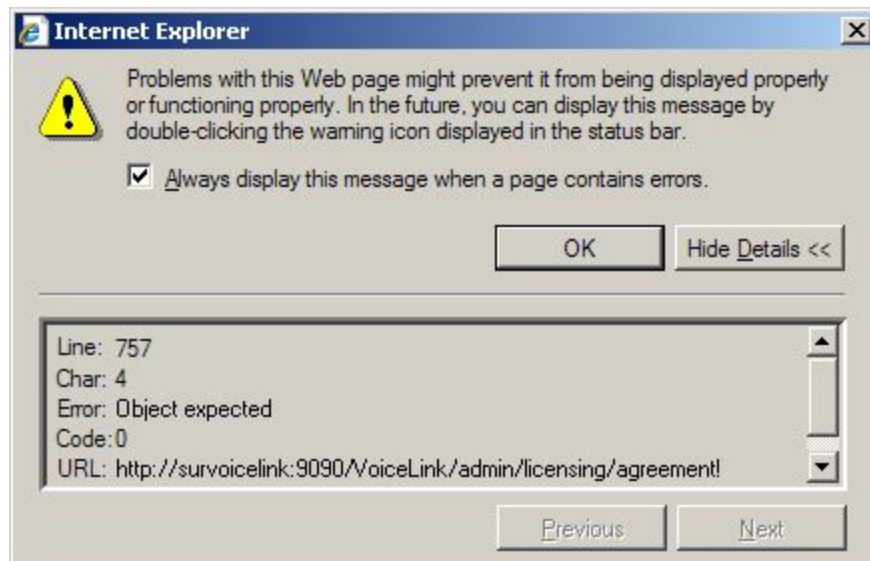 Internet Explorer
Problems with this Web page might prevent it from being displayed properly
or functioning properly. In the future, you can display this message by
double-clicking the warning icon displayed in the status bar.
Always display this message when a page contains errors.
OK
Hide Details <<
Line: 757
Char: 4
Error: Object expected
Code:0
URL: http://survoicelink:9090/VoiceLink/admin/licensing/agreement!
Previous
Next